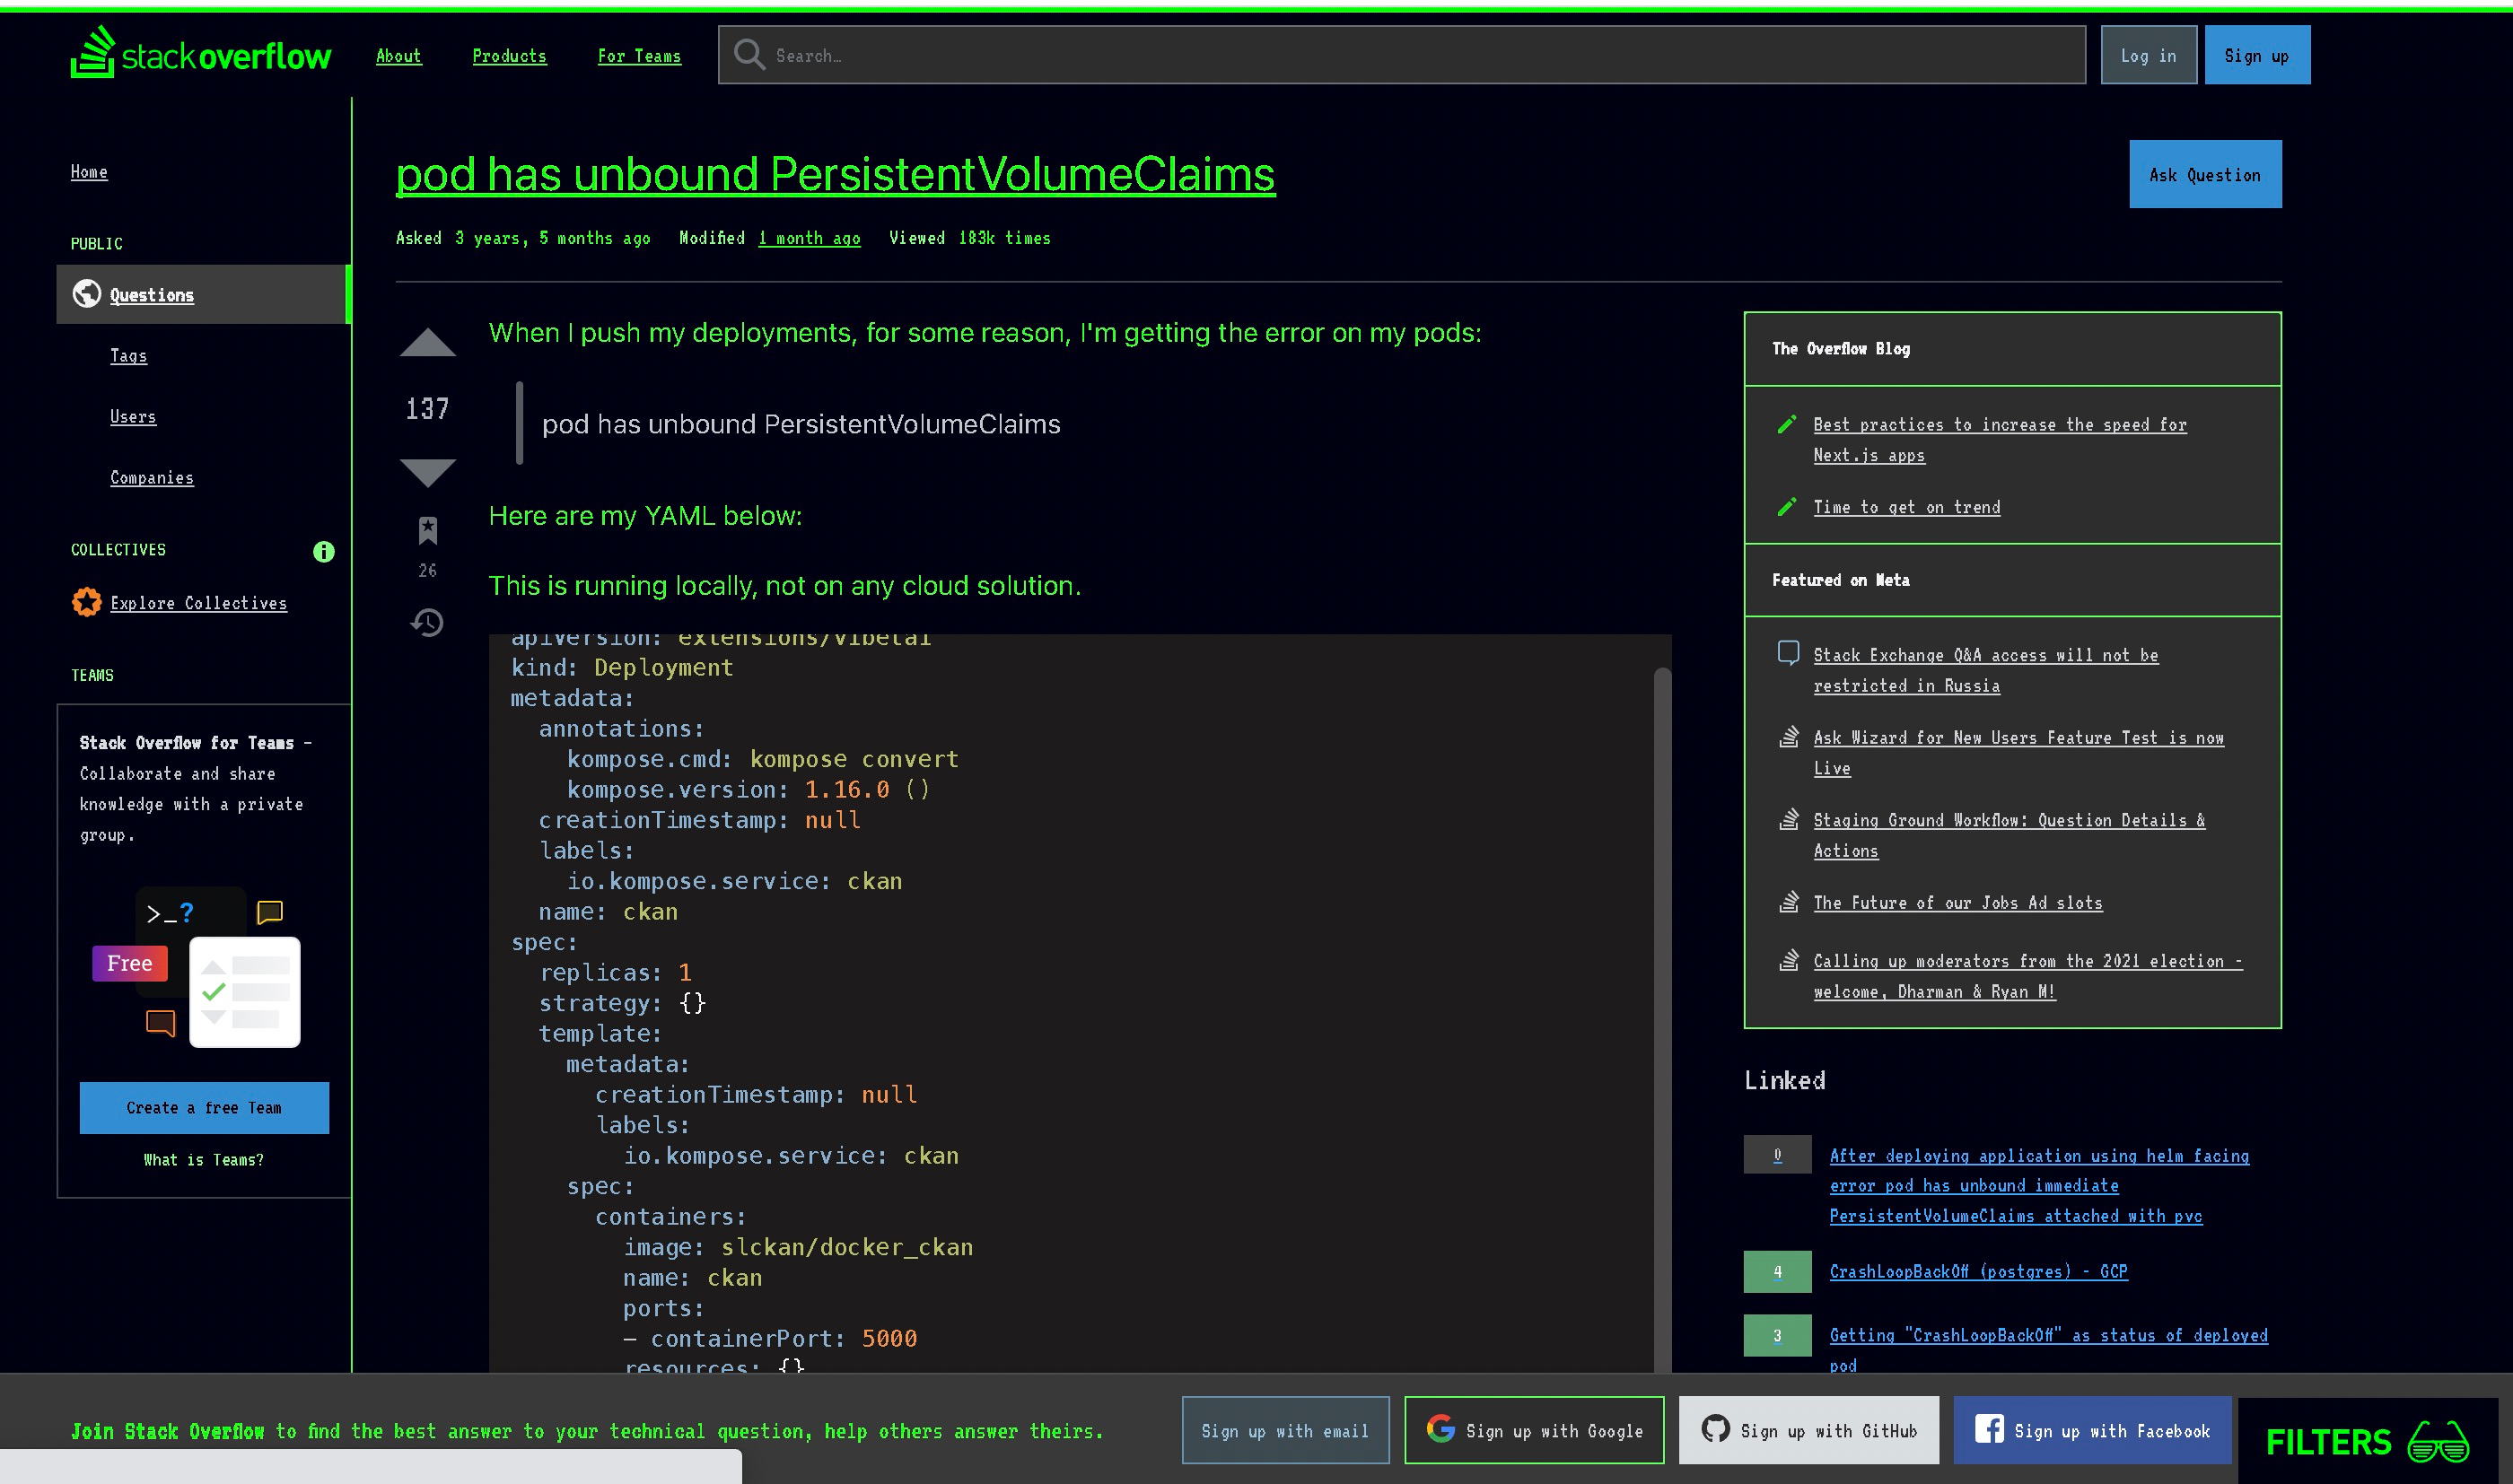 stackoverflow
About
Products
For Teams
Search…
Log in
Sign up
Home
PUBLIC
Questions
Tags
Users
Companies
COLLECTIVES
Explore Collectives
TEAMS
Stack Overflow for Teams –
Collaborate and share
knowledge with a private
group.
>_?
Free
Create a free Team
What is Teams?
pod has unbound PersistentVolumeClaims
Ask Question
Asked 3 years, 5 months ago Modified 1 month ago Viewed 183k times
137
26
When I push my deployments, for some reason, I'm getting the error on my pods:
pod has unbound PersistentVolumeClaims
Here are my YAML below:
This is running locally, not on any cloud solution.
apiVersion: extensions/v1beta1
kind: Deployment
metadata:
annotations:
kompose.cmd: kompose convert
kompose.version: 1.16.0 ()
creationTimestamp: null
labels:
io.kompose.service: ckan
name: ckan
spec:
replicas: 1
strategy: {}
template:
metadata:
creationTimestamp: null
labels:
io.kompose.service: ckan
spec:
containers:
image: slckan/docker_ckan
name: ckan
ports:
- containerPort: 5000
resources: {}
The Overflow Blog
Best practices to increase the speed for
Next.js apps
Time to get on trend
Featured on Meta
Stack Exchange Q&A access will not be
restricted in Russia
Ask Wizard for New Users Feature Test is now
Live
Staging Ground Workflow: Question Details &
Actions
The Future of our Jobs Ad slots
Calling up moderators from the 2021 election -
welcome, Dharman & Ryan M!
Linked
0
After deploying application using helm facing
error pod has unbound immediate
PersistentVolumeClaims attached with pvc
4
CrashLoopBackOff (postgres) - GCP
3
Getting "CrashLoopBackOff" as status of deployed
pod
Join Stack Overflow to find the best answer to your technical question, help others answer theirs.
Sign up with email
Sign up with Google
Sign up with GitHub
Sign up with Facebook
FILTERS